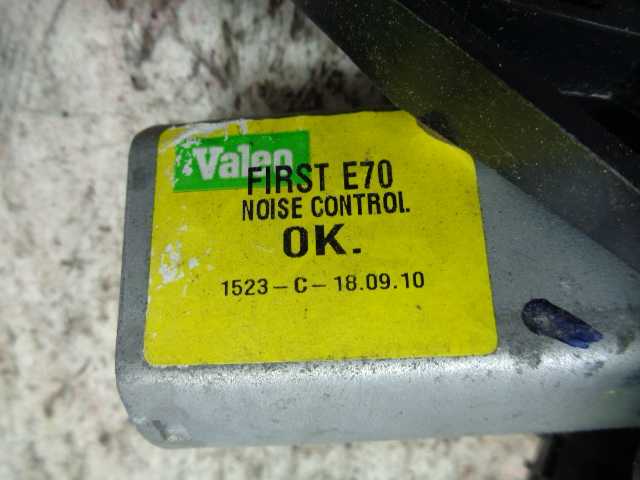 Valeo
FIRST E70
NOISE CONTROL.
OK.
1523-C-18.09.10